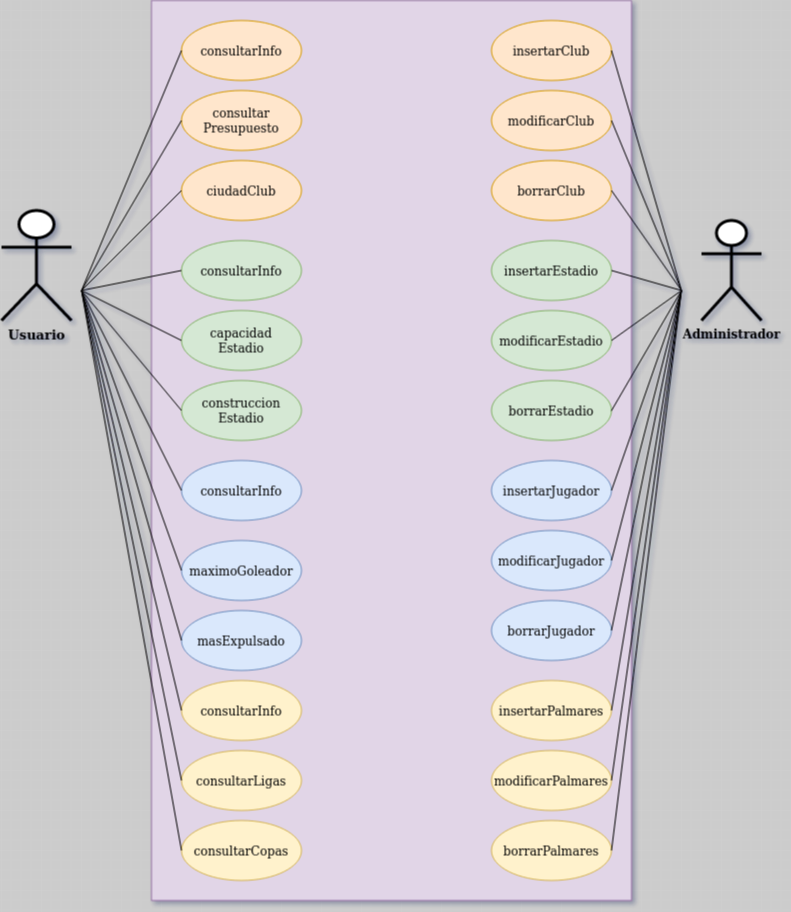 consultarInfo
consultar
Presupuesto
ciudadClub
consultarInfo
capacidad
Estadio
construccion
Estadio
consultarInfo
maximoGoleador
masExpulsado
consultarInfo
consultarLigas
consultarCopas
insertarClub
modificarClub
borrarClub
insertarEstadio
modificarEstadio
borrarEstadio
insertarJugador
modificarJugador
borrarJugador
insertarPalmares
modificarPalmares
borrarPalmares
Usuario
Administrador